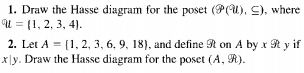 1. Draw the Hasse diagram for the poset (𝒫(𝒰), ⊆), where
𝒰 = {1, 2, 3, 4}.
2. Let A = {1, 2, 3, 6, 9, 18}, and define ℛ on A by x ℛ y if
x|y. Draw the Hasse diagram for the poset (A, ℛ).